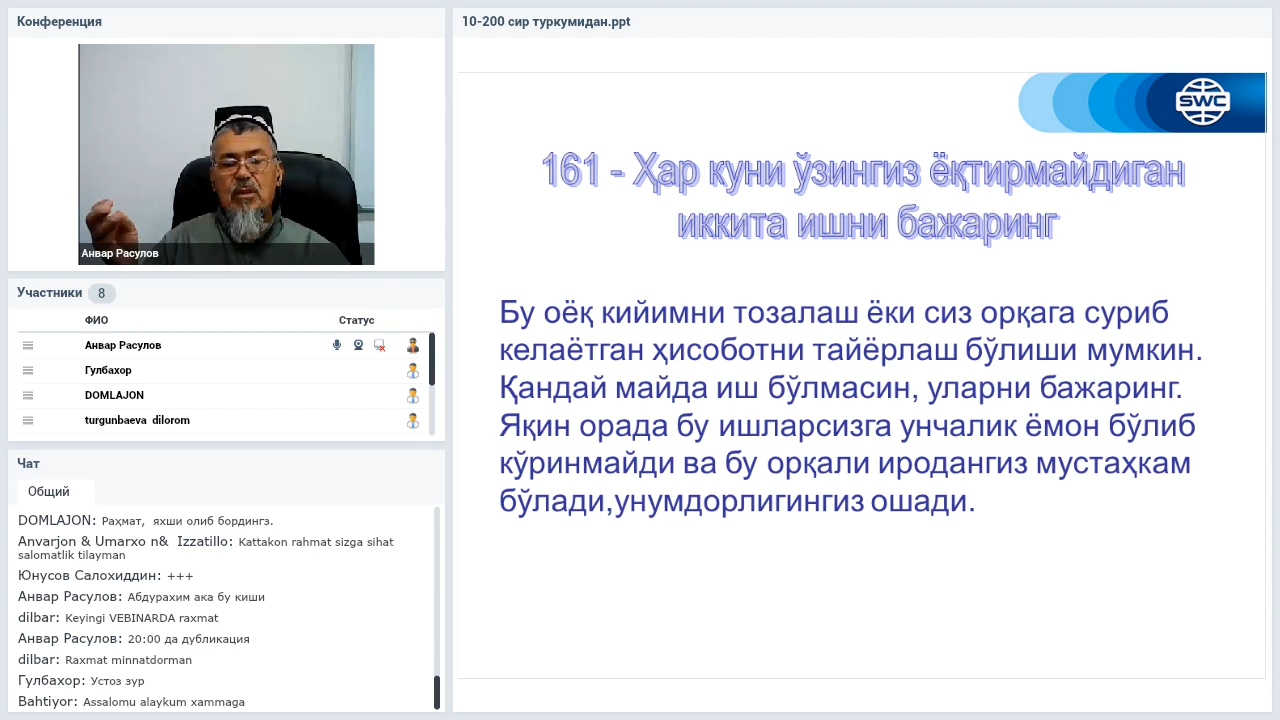 Конференция
Анвар Расулов
Участники 8
ФИО Статус
Анвар Расулов
Гулбахор
DOMLAJON
turgunbaeva dilorom
Чат
Общий
DOMLAJON: Раҳмат, яхши олиб бордингз.
Anvarjon & Umarxo n& Izzatillo: Kattakon rahmat sizga sihat
salomatlik tilayman
Юнусов Салохиддин: +++
Анвар Расулов: Абдурахим ака бу киши
dilbar: Keyingi VEBINARDA raxmat
Анвар Расулов: 20:00 да дубликация
dilbar: Raxmat minnatdorman
Гулбахор: Устоз зур
Bahtiyor: Assalomu alaykum xammaga
10-200 сир туркумидан.ppt
SWC
161 - Ҳар куни ўзингиз ёқтирмайдиган
иккита ишни бажаринг
Бу оёқ кийимни тозалаш ёки сиз орқага суриб
келаётган ҳисоботни тайёрлаш бўлиши мумкин.
Қандай майда иш бўлмасин, уларни бажаринг.
Яқин орада бу ишларсизга унчалик ёмон бўлиб
кўринмайди ва бу орқали иродангиз мустаҳкам
бўлади,унумдорлигингиз ошади.